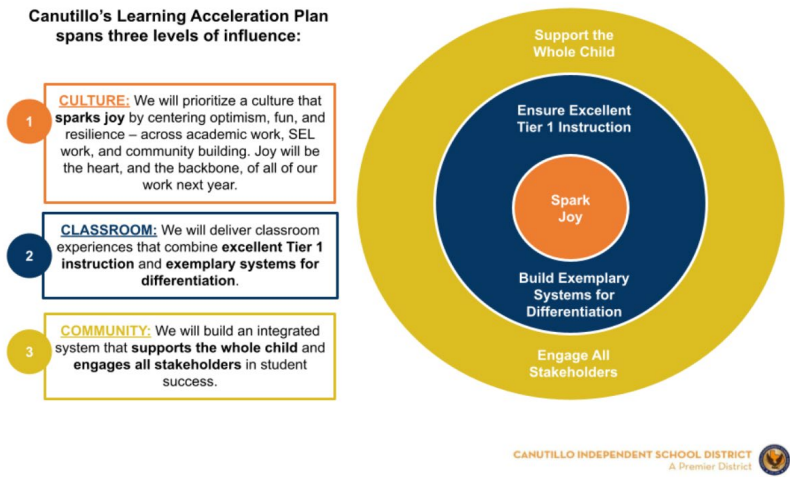 Canutillo's Learning Acceleration Plan
spans three levels of influence:
1
CULTURE: We will prioritize a culture that
sparks joy by centering optimism, fun, and
resilience – across academic work, SEL
work, and community building. Joy will be
the heart, and the backbone, of all of our
work next year.
2
CLASSROOM: We will deliver classroom
experiences that combine excellent Tier 1
instruction and exemplary systems for
differentiation.
3
COMMUNITY: We will build an integrated
system that supports the whole child and
engages all stakeholders in student
success.
Support the
Whole Child
Ensure Excellent
Tier 1 Instruction
Spark
Joy
Build Exemplary
Systems for
Differentiation
Engage All
Stakeholders
CANUTILLO INDEPENDENT SCHOOL DISTRICT
A Premier District